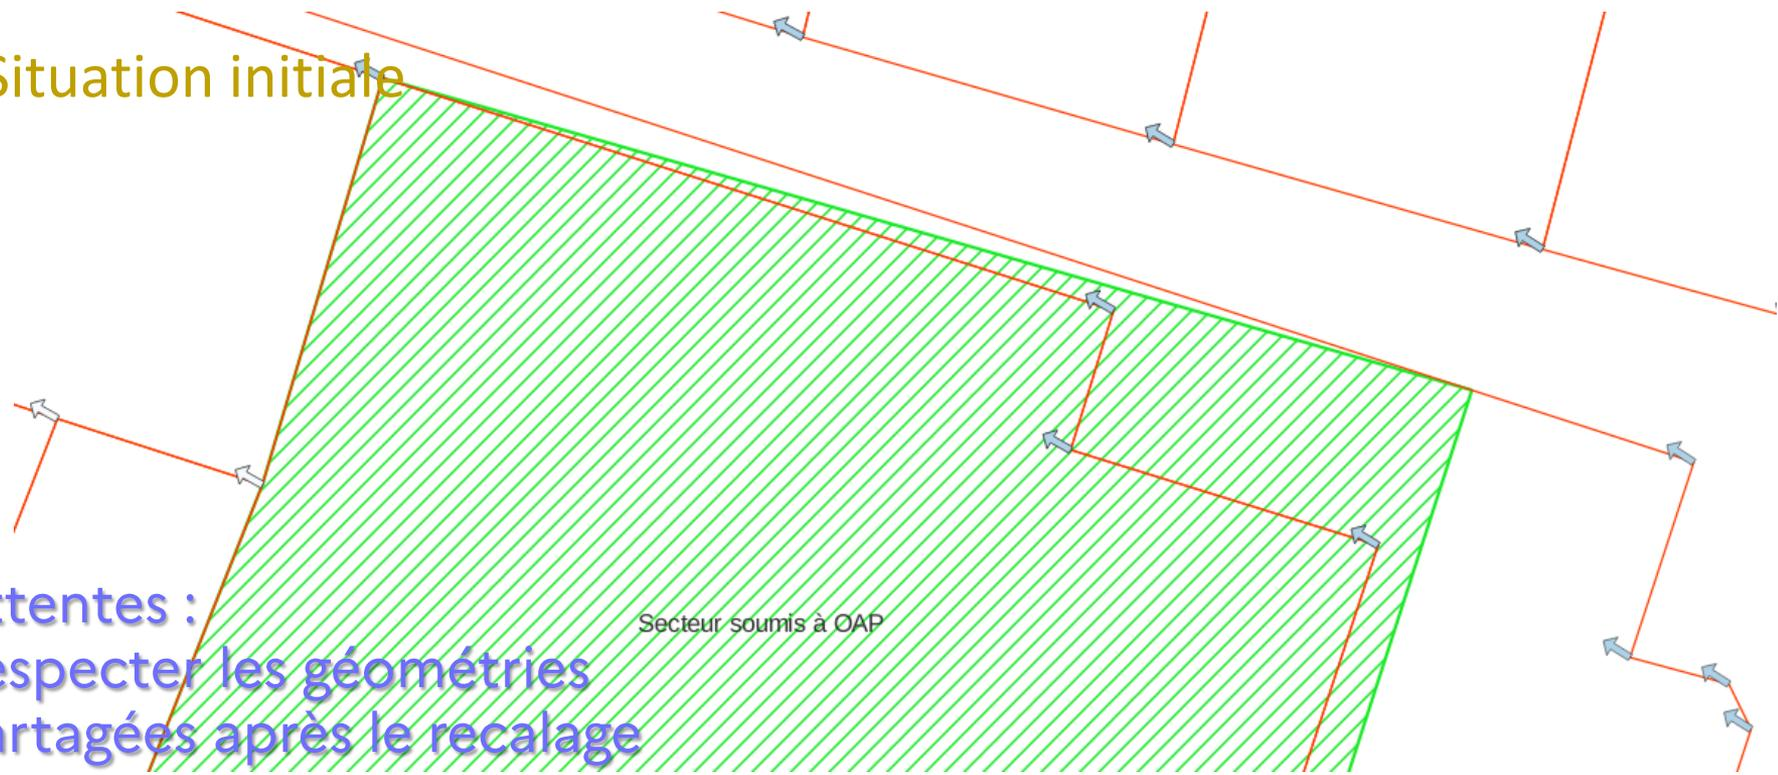 Situation initiale
Secteur soumis à OAP
ttentes :
especter les géométries
artagées après le recalage